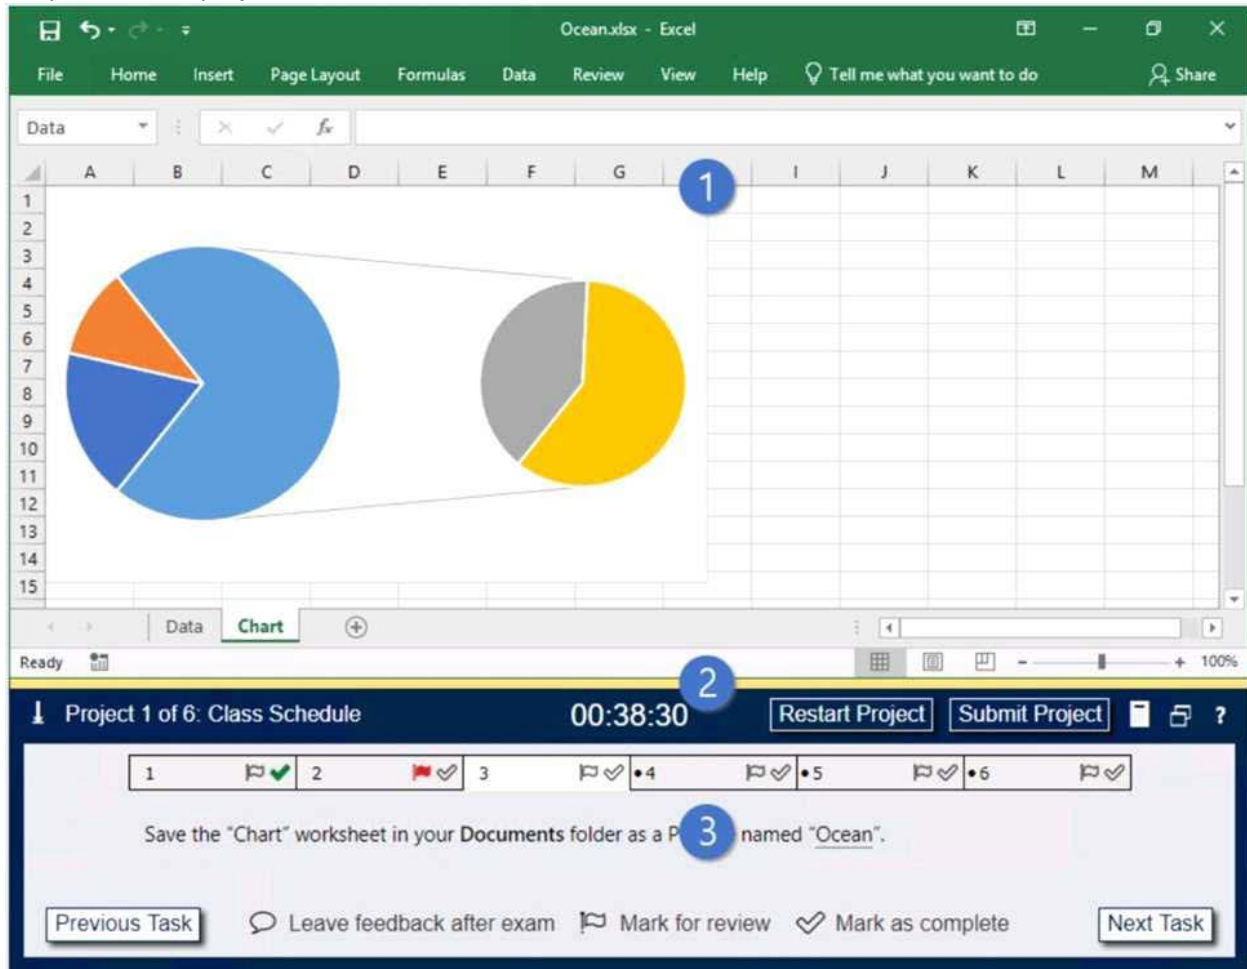 Ocean.xlsx - Excel
File Home Insert Page Layout Formulas Data Review View Help Tell me what you want to do Share
Data fx
A B C D E F G I J K L M
1
1
2
3
4
5
6
7
8
9
10
11
12
13
14
15
Data Chart
Ready 100%
2
Project 1 of 6: Class Schedule 00:38:30 Restart Project Submit Project ?
1 2 3 •4 •5 •6
Save the "Chart" worksheet in your Documents folder as a P 3 named "Ocean".
Previous Task Leave feedback after exam Mark for review Mark as complete Next Task